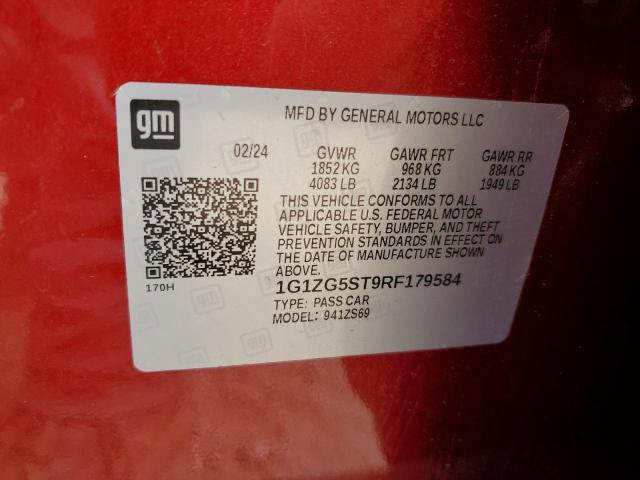 gm
MFD BY GENERAL MOTORS LLC
02/24 GVWR GAWR FRT GAWR RR
1852 KG 968 KG 884 KG
4083 LB 2134 LB 1949 LB
THIS VEHICLE CONFORMS TO ALL
APPLICABLE U.S. FEDERAL MOTOR
VEHICLE SAFETY, BUMPER, AND THEFT
PREVENTION STANDARDS IN EFFECT ON
THE DATE OF MANUFACTURE SHOWN
ABOVE.
170H
1G1ZG5ST9RF179584
TYPE: PASS CAR
MODEL: 941ZS69